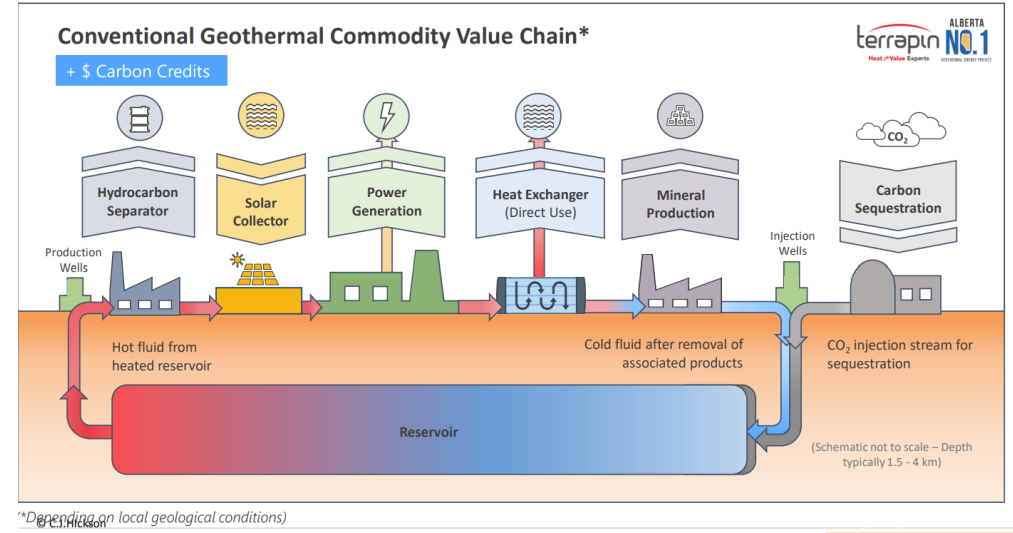 Conventional Geothermal Commodity Value Chain*
+ $ Carbon Credits
terrapin
Heat to Value Experts
ALBERTA
NO.1
GEOTHERMAL ENERGY PROJECT
CO2
Hydrocarbon
Separator
Solar
Collector
Power
Generation
Heat Exchanger
(Direct Use)
Mineral
Production
Carbon
Sequestration
Production
Wells
Injection
Wells
Hot fluid from
heated reservoir
Cold fluid after removal of
associated products
CO2 injection stream for
sequestration
Reservoir
(Schematic not to scale – Depth
typically 1.5 - 4 km)
(*Depending on local geological conditions)
© C.J.Hickson